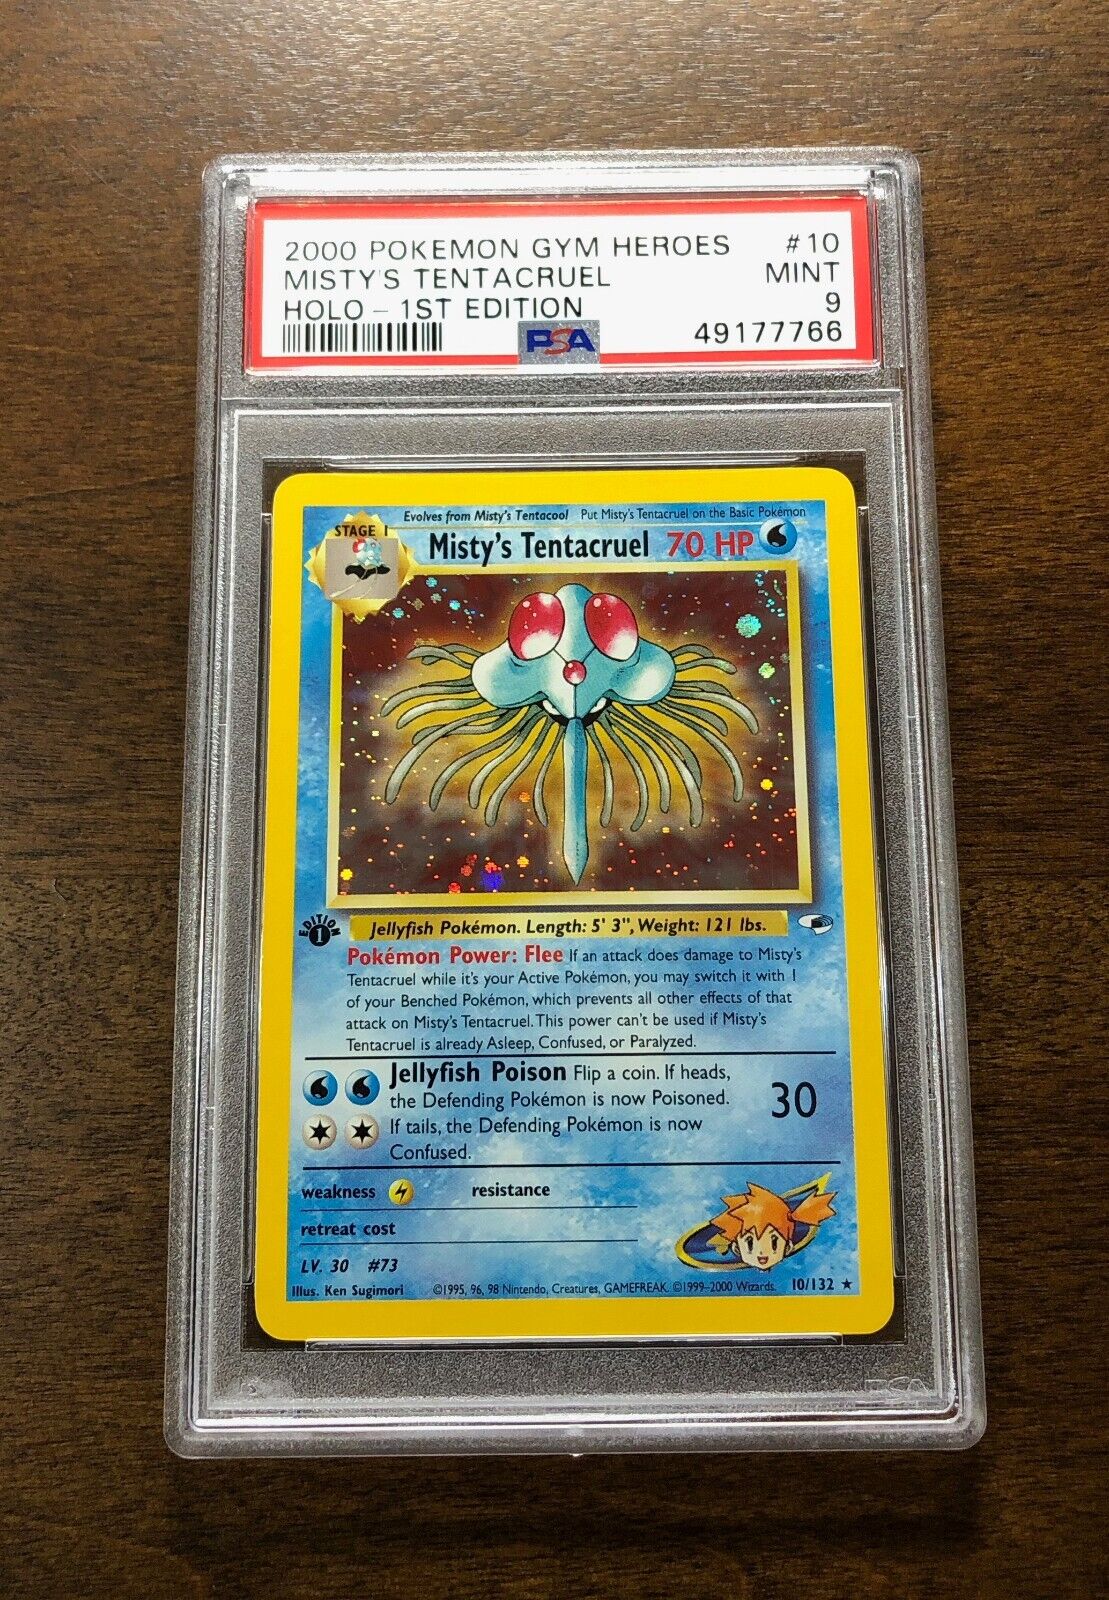 2000 POKEMON GYM HEROES #10
MISTY'S TENTACRUEL MINT
HOLO - 1ST EDITION 9
PSA 49177766
Evolves from Misty's Tentacool Put Misty's Tentacruel on the Basic Pokémon
STAGE 1
Misty's Tentacruel 70 HP
EDITION
1
Jellyfish Pokémon. Length: 5' 3", Weight: 121 lbs.
Pokémon Power: Flee If an attack does damage to Misty's
Tentacruel while it's your Active Pokémon, you may switch it with 1
of your Benched Pokémon, which prevents all other effects of that
attack on Misty's Tentacruel. This power can't be used if Misty's
Tentacruel is already Asleep, Confused, or Paralyzed.
Jellyfish Poison Flip a coin. If heads,
the Defending Pokémon is now Poisoned. 30
If tails, the Defending Pokémon is now
Confused.
weakness resistance
retreat cost
LV. 30 #73
Illus. Ken Sugimori ©1995, 96, 98 Nintendo, Creatures, GAMEFREAK. ©1999-2000 Wizards. 10/132 ★
PSA